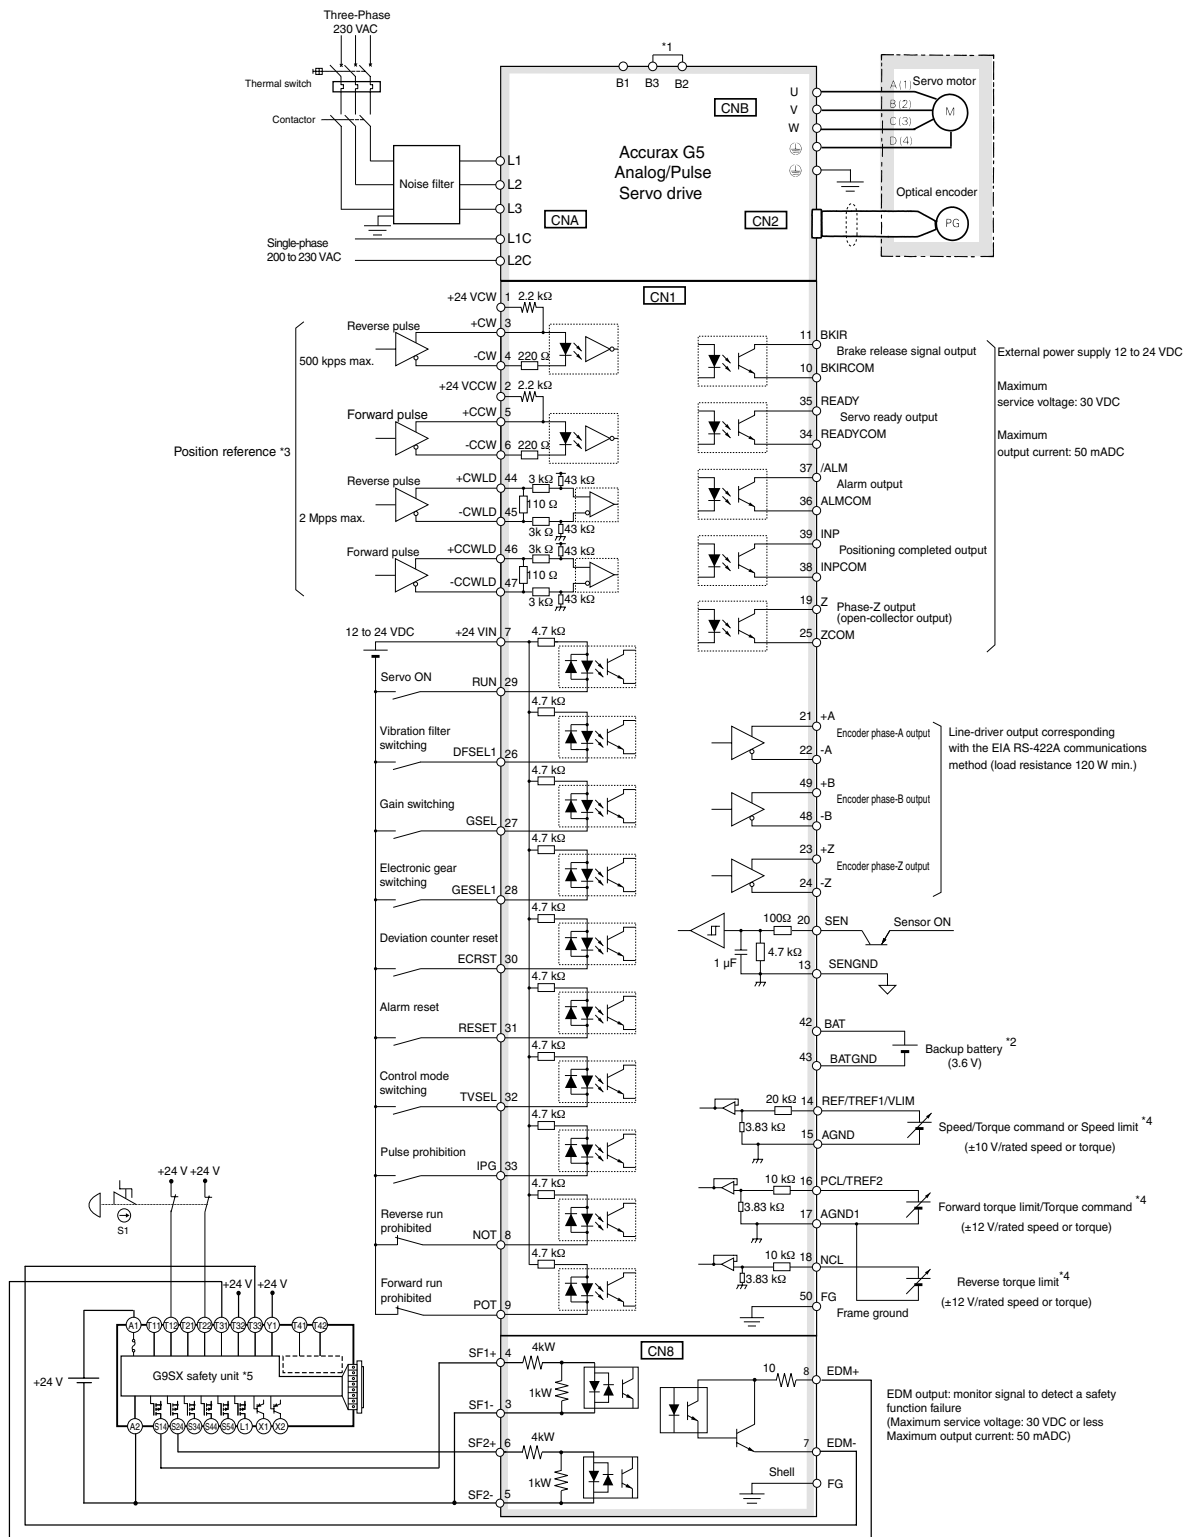 Three-Phase
230 VAC
Thermal switch
Contactor
Noise filter
Single-phase
200 to 230 VAC
*1
B1 B3 B2
CNB
Accurax G5
Analog/Pulse
Servo drive
CNA
CN2
L1
L2
L3
L1C
L2C
U
V
W
A(1)
B(2)
C(3)
D(4)
Servo motor
M
Optical encoder
PG
CN1
+24 VCW 1 2.2 kΩ
Reverse pulse
+CW 3
500 kpps max.
-CW 4 220 Ω
+24 VCCW 2 2.2 kΩ
Forward pulse
+CCW 5
-CCW 6 220 Ω
Position reference *3
Reverse pulse
+CWLD 44 3 kΩ 43 kΩ
110 Ω
2 Mpps max.
-CWLD 45 3k Ω 43 kΩ
Forward pulse
+CCWLD 46 3k Ω 43 kΩ
110 Ω
-CCWLD 47 3 kΩ 43 kΩ
12 to 24 VDC
+24 VIN 7 4.7 kΩ
Servo ON
RUN 29
4.7 kΩ
Vibration filter
switching
DFSEL1 26
4.7 kΩ
Gain switching
GSEL 27
4.7 kΩ
Electronic gear
switching
GESEL1 28
4.7 kΩ
Deviation counter reset
ECRST 30
4.7 kΩ
Alarm reset
RESET 31
4.7 kΩ
Control mode
switching
TVSEL 32
4.7 kΩ
Pulse prohibition
IPG 33
4.7 kΩ
Reverse run
prohibited
NOT 8
4.7 kΩ
Forward run
prohibited
POT 9
11 BKIR
Brake release signal output
10 BKIRCOM
35 READY
Servo ready output
34 READYCOM
37 /ALM
Alarm output
36 ALMCOM
39 INP
Positioning completed output
38 INPCOM
19 Z
Phase-Z output
(open-collector output)
25 ZCOM
External power supply 12 to 24 VDC
Maximum
service voltage: 30 VDC
Maximum
output current: 50 mADC
21 +A
Encoder phase-A output
22 -A
49 +B
Encoder phase-B output
48 -B
23 +Z
Encoder phase-Z output
24 -Z
Line-driver output corresponding
with the EIA RS-422A communications
method (load resistance 120 W min.)
100Ω 20 SEN
Sensor ON
1 µF
4.7 kΩ
13 SENGND
42 BAT
Backup battery *2
(3.6 V)
43 BATGND
20 kΩ 14 REF/TREF1/VLIM
3.83 kΩ
15 AGND
Speed/Torque command or Speed limit *4
(±10 V/rated speed or torque)
10 kΩ 16 PCL/TREF2
3.83 kΩ
17 AGND1
Forward torque limit/Torque command *4
(±12 V/rated speed or torque)
10 kΩ 18 NCL
3.83 kΩ
Reverse torque limit *4
(±12 V/rated speed or torque)
50 FG
Frame ground
+24 V +24 V
S1
+24 V +24 V
A1 T11 T12 T21 T22 T31 T32 T33 Y1 T41 T42
G9SX safety unit *5
+24 V
A2 S14 S24 S34 S44 S54 L1 X1 X2
CN8
SF1+ 4 4kW
1kW
SF1- 3
SF2+ 6 4kW
1kW
SF2- 5
10 8 EDM+
7 EDM-
Shell
FG
EDM output: monitor signal to detect a safety
function failure
(Maximum service voltage: 30 VDC or less
Maximum output current: 50 mADC)